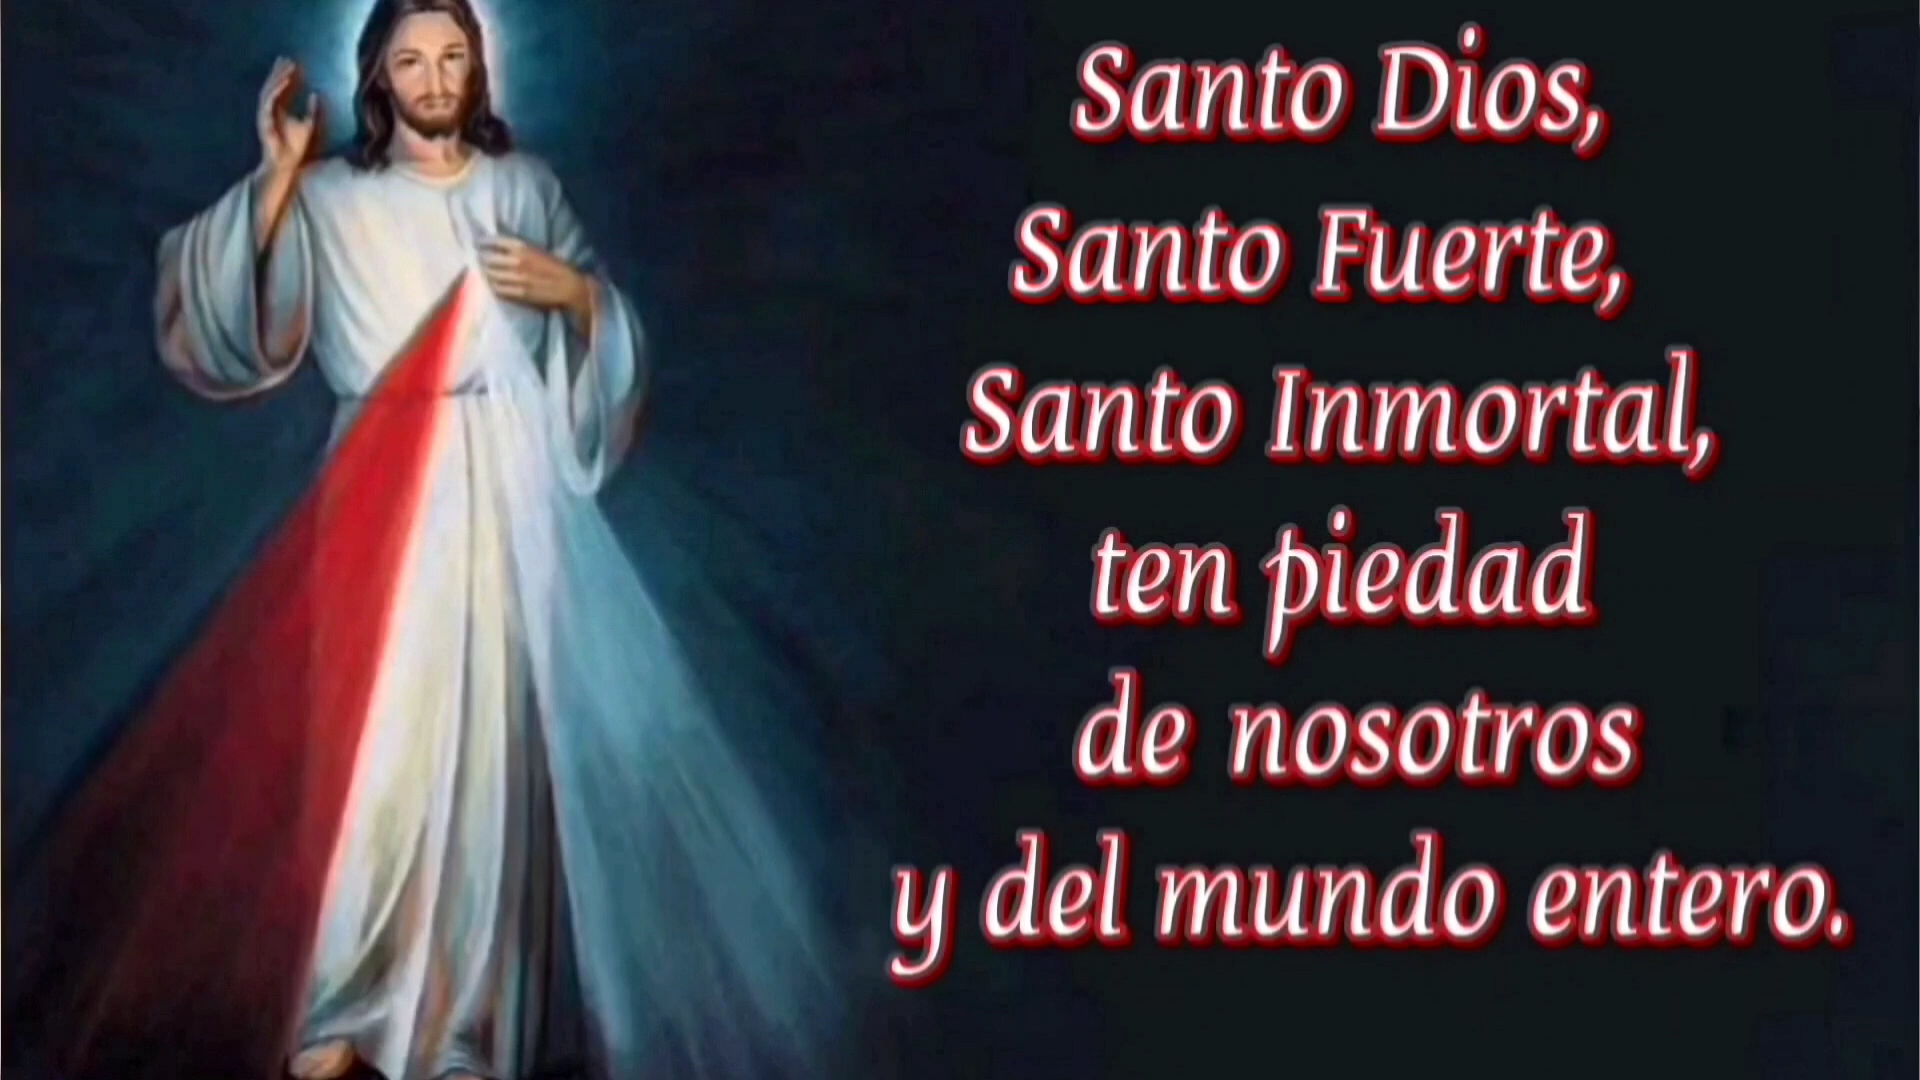 Santo Dios,
Santo Fuerte,
Santo Inmortal,
ten piedad
de nosotros
y del mundo entero.